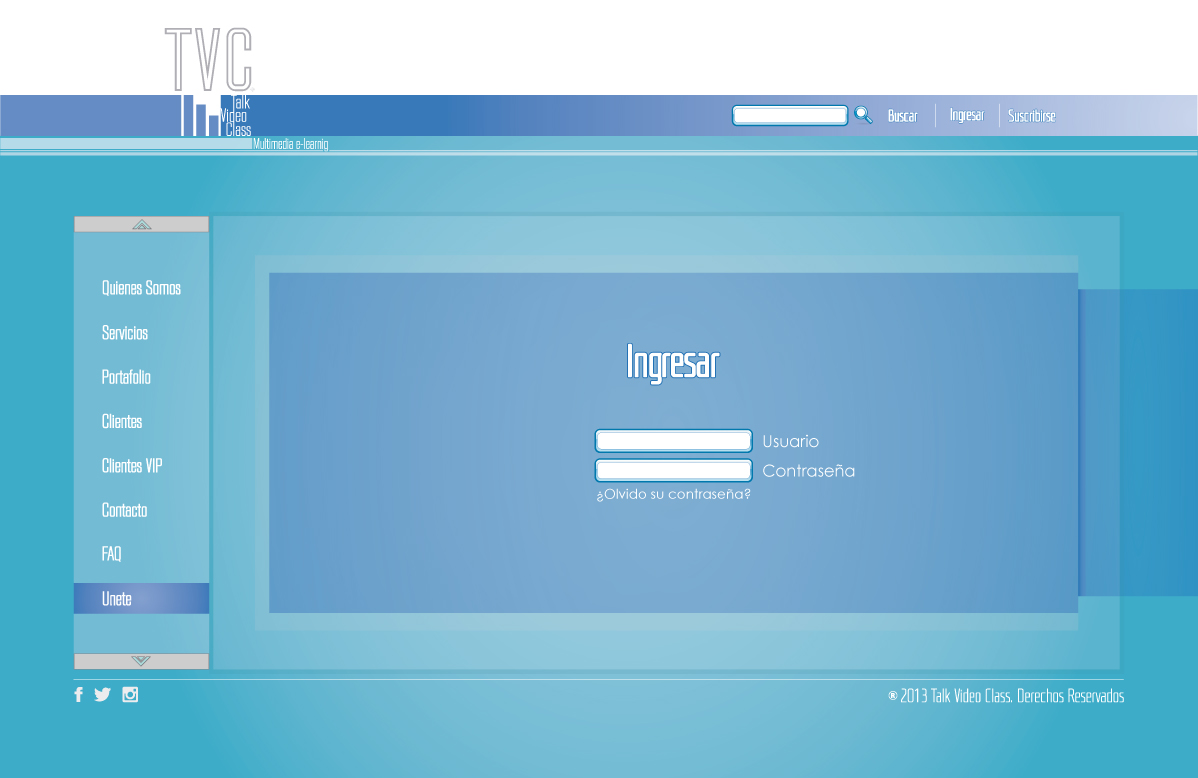 TVC
Talk
Video
Class
Multimedia e-learnig
Buscar
Ingresar
Suscribirse
Quienes Somos
Servicios
Portafolio
Clientes
Clientes VIP
Contacto
FAQ
Unete
Ingresar
Usuario
Contraseña
¿Olvido su contraseña?
® 2013 Talk Video Class. Derechos Reservados